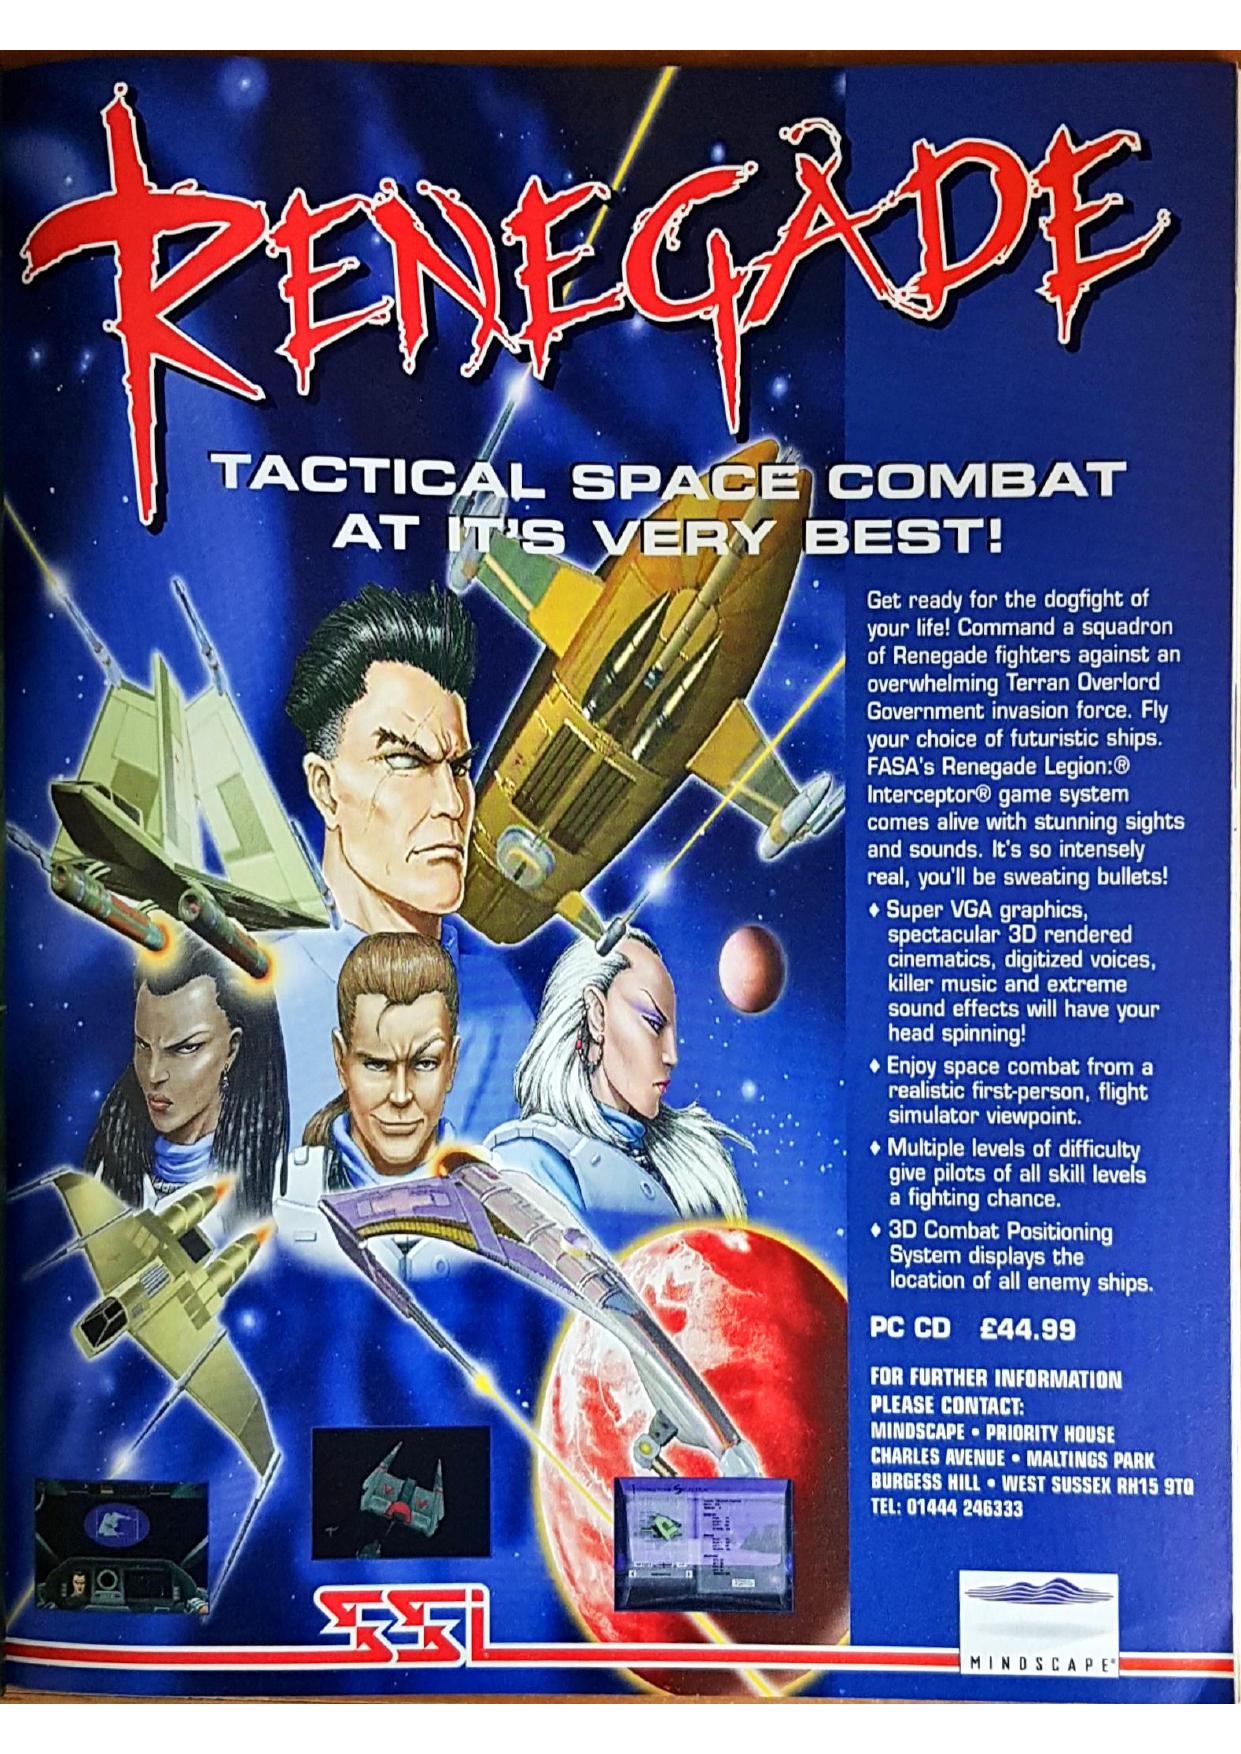 RENEGADE
TACTICAL SPACE COMBAT
AT IT'S VERY BEST!
Get ready for the dogfight of
your life! Command a squadron
of Renegade fighters against an
overwhelming Terran Overlord
Government invasion force. Fly
your choice of futuristic ships.
FASA's Renegade Legion:®
Interceptor® game system
comes alive with stunning sights
and sounds. It's so intensely
real, you'll be sweating bullets!
♦ Super VGA graphics,
spectacular 3D rendered
cinematics, digitized voices,
killer music and extreme
sound effects will have your
head spinning!
♦ Enjoy space combat from a
realistic first-person, flight
simulator viewpoint.
♦ Multiple levels of difficulty
give pilots of all skill levels
a fighting chance.
♦ 3D Combat Positioning
System displays the
location of all enemy ships.
PC CD £44.99
FOR FURTHER INFORMATION
PLEASE CONTACT:
MINDSCAPE • PRIORITY HOUSE
CHARLES AVENUE • MALTINGS PARK
BURGESS HILL • WEST SUSSEX RH15 9TQ
TEL: 01444 246333
SSI
MINDSCAPE®